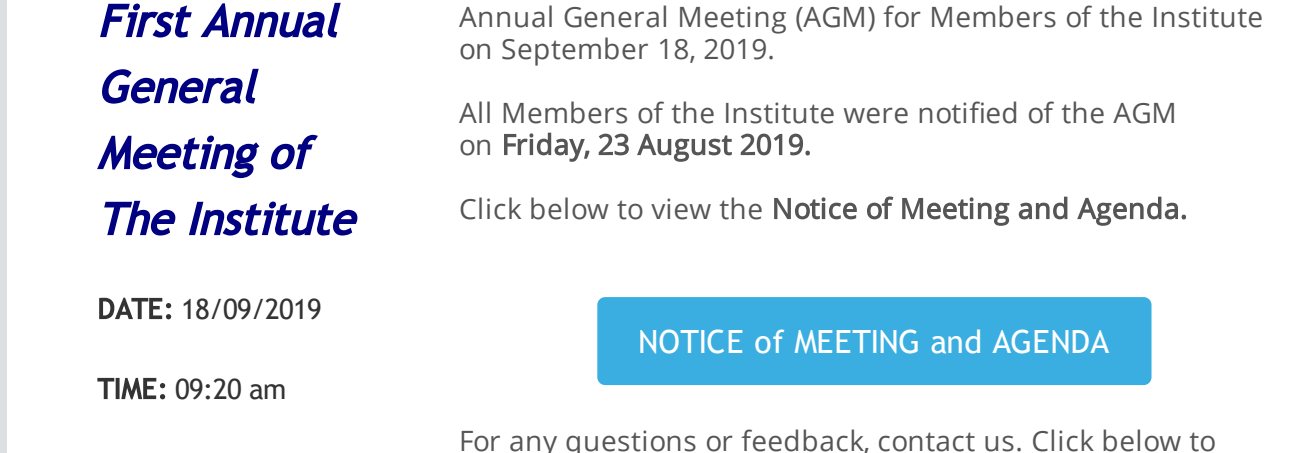 First Annual
General
Meeting of
The Institute
DATE: 18/09/2019
TIME: 09:20 am
Annual General Meeting (AGM) for Members of the Institute
on September 18, 2019.
All Members of the Institute were notified of the AGM
on Friday, 23 August 2019.
Click below to view the Notice of Meeting and Agenda.
NOTICE of MEETING and AGENDA
For any questions or feedback, contact us. Click below to